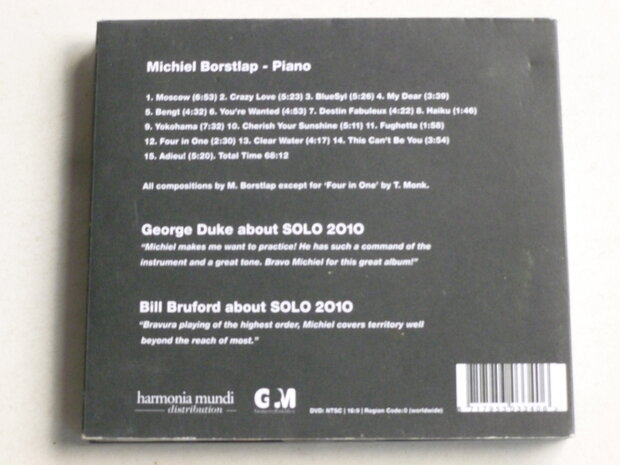 Michiel Borstlap - Piano
1. Moscow (6:53) 2. Crazy Love (5:23) 3. BlueSyl (5:26) 4. My Dear (3:39)
5. Bengt (4:32) 6. You're Wanted (4:53) 7. Destin Fabuleux (4:22) 8. Haiku (1:46)
9. Yokohama (7:32) 10. Cherish Your Sunshine (5:11) 11. Fughetta (1:58)
12. Four in One (2:30) 13. Clear Water (4:17) 14. This Can't Be You (3:54)
15. Adieu! (5:20). Total Time 68:12
All compositions by M. Borstlap except for 'Four in One' by T. Monk.
George Duke about SOLO 2010
"Michiel makes me want to practice! He has such a command of the
instrument and a great tone. Bravo Michiel for this great album!"
Bill Bruford about SOLO 2010
"Bravura playing of the highest order, Michiel covers territory well
beyond the reach of most."
harmonia mundi
distribution
G.M
DVD: NTSC | 16:9 | Region Code: 0 (worldwide)